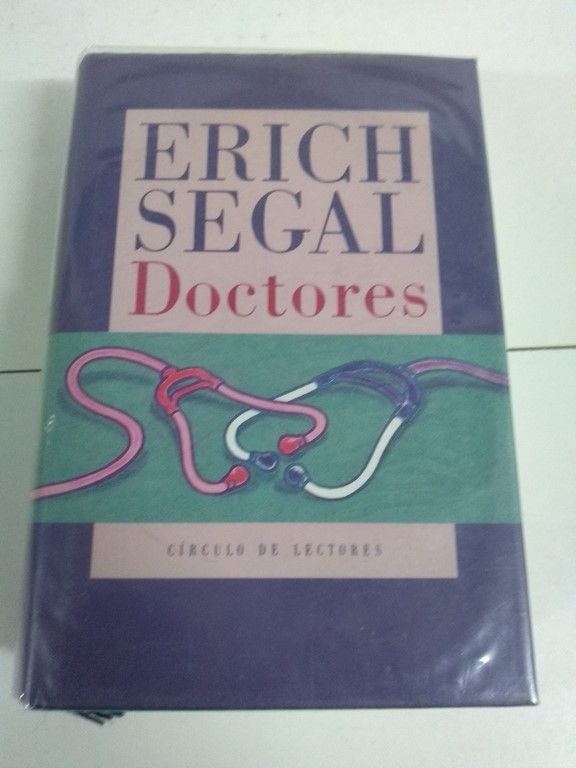 ERICH
SEGAL
Doctores
CÍRCULO DE LECTORES